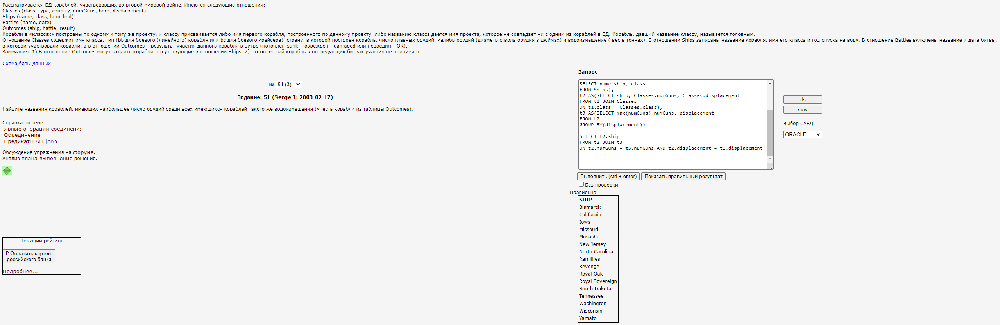 Рассматривается БД кораблей, участвовавших во второй мировой войне. Имеются следующие отношения:
Classes (class, type, country, numGuns, bore, displacement)
Ships (name, class, launched)
Battles (name, date)
Outcomes (ship, battle, result)
Корабли в «классах» построены по одному и тому же проекту, и классу присваивается либо имя первого корабля, построенного по данному проекту, либо названию класса дается имя проекта, которое не совпадает ни с одним из кораблей в БД. Корабль, давший название классу, называется головным.
Отношение Classes содержит имя класса, тип (bb для боевого (линейного) корабля или bc для боевого крейсера), страну, в которой построен корабль, число главных орудий, калибр орудий (диаметр ствола орудия в дюймах) и водоизмещение ( вес в тоннах). В отношении Ships записаны название корабля, имя его класса и год спуска на воду. В отношение Battles включены название и дата битвы,
в которой участвовали корабли, а в отношении Outcomes – результат участия данного корабля в битве (потоплен-sunk, поврежден - damaged или невредим - OK).
Замечания. 1) В отношение Outcomes могут входить корабли, отсутствующие в отношении Ships. 2) Потопленный корабль в последующих битвах участия не принимает.
Схема базы данных
№ 51 (3)
Задание: 51 (Serge I: 2003-02-17)
Найдите названия кораблей, имеющих наибольшее число орудий среди всех имеющихся кораблей такого же водоизмещения (учесть корабли из таблицы Outcomes).
Справка по теме:
Явные операции соединения
Объединение
Предикаты ALL|ANY
Обсуждение упражнения на форуме.
Анализ плана выполнения решения.
Текущий рейтинг
₽ Оплатить картой
российского банка
Подробнее...
Запрос
SELECT name ship, class
FROM Ships),
t2 AS(SELECT ship, Classes.numGuns, Classes.displacement
FROM t1 JOIN Classes
ON t1.class = Classes.class),
t3 AS(SELECT max(numGuns) numGuns, displacement
FROM t2
GROUP BY(displacement))
SELECT t2.ship
FROM t2 JOIN t3
ON t2.numGuns = t3.numGuns AND t2.displacement = t3.displacement
cls
max
Выбор СУБД
ORACLE
Выполнить (ctrl + enter) Показать правильный результат
Без проверки
Правильно
SHIP
Bismarck
California
Iowa
Missouri
Musashi
New Jersey
North Carolina
Ramillies
Revenge
Royal Oak
Royal Sovereign
South Dakota
Tennessee
Washington
Wisconsin
Yamato